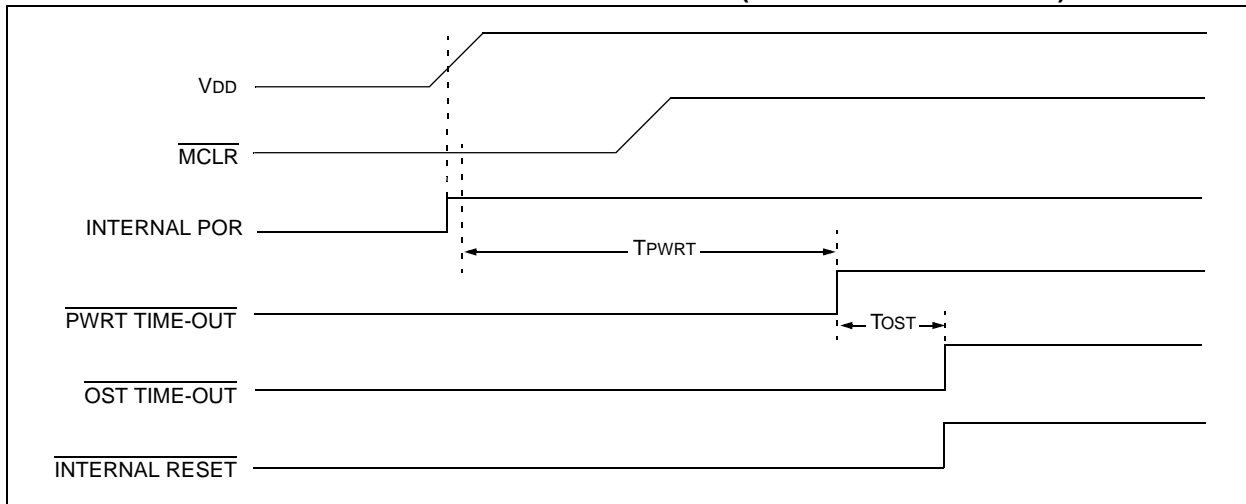 VDD
MCLR
INTERNAL POR
TPWRT
PWRT TIME-OUT
TOST
OST TIME-OUT
INTERNAL RESET